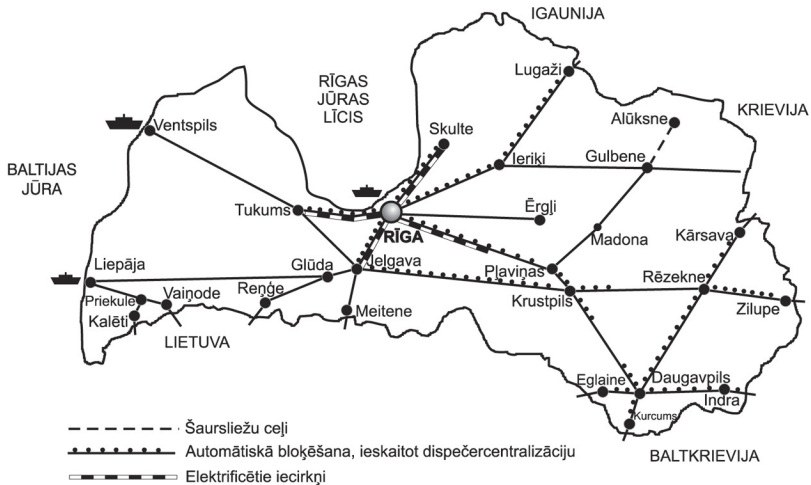 IGAUNIJA
Lugaži
RĪGAS
JŪRAS
LĪCIS
KRIEVIJA
Alūksne
Skulte
Ventspils
Ieriķi
Gulbene
BALTIJAS
JŪRA
Tukums
Ērgļi
RĪGA
Madona
Kārsava
Liepāja
Glūda
Jelgava
Pļaviņas
Rēzekne
Priekule
Vaiņode
Reņģe
Krustpils
Zilupe
Kalēti
Meitene
LIETUVA
Eglaine
Daugavpils
Indra
Kurcums
BALTKRIEVIJA
Šaursliežu ceļi
Automātiskā bloķēšana, ieskaitot dispečercentralizāciju
Elektrificētie iecirkņi